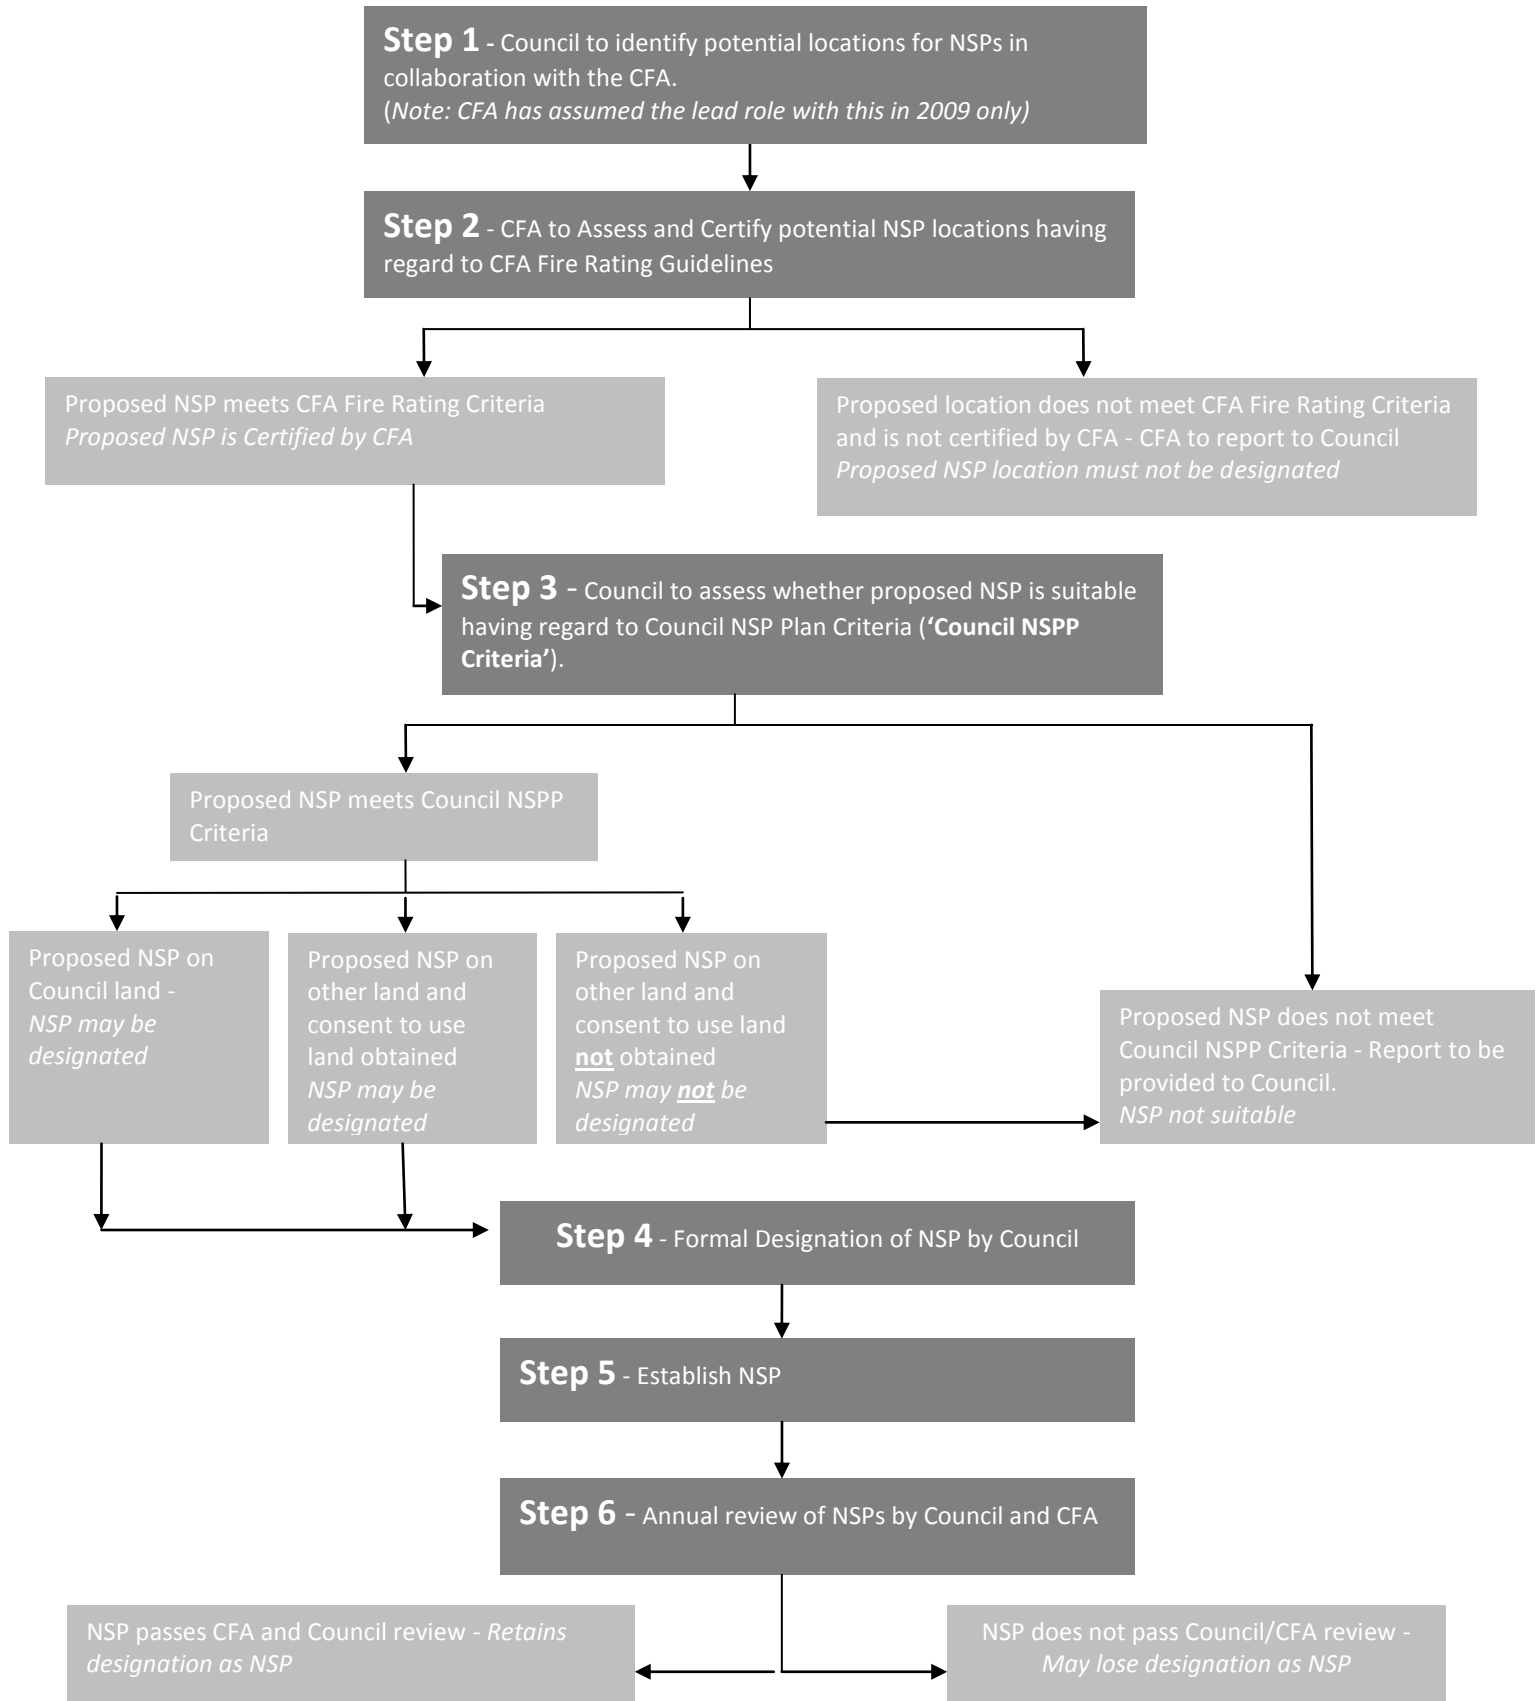 Step 1 - Council to identify potential locations for NSPs in
collaboration with the CFA.
(Note: CFA has assumed the lead role with this in 2009 only)
Step 2 - CFA to Assess and Certify potential NSP locations having
regard to CFA Fire Rating Guidelines
Proposed NSP meets CFA Fire Rating Criteria
Proposed NSP is Certified by CFA
Proposed location does not meet CFA Fire Rating Criteria
and is not certified by CFA - CFA to report to Council
Proposed NSP location must not be designated
Step 3 - Council to assess whether proposed NSP is suitable
having regard to Council NSP Plan Criteria (‘Council NSPP
Criteria’).
Proposed NSP meets Council NSPP
Criteria
Proposed NSP on
Council land -
NSP may be
designated
Proposed NSP on
other land and
consent to use
land obtained
NSP may be
designated
Proposed NSP on
other land and
consent to use land
not obtained
NSP may not be
designated
Proposed NSP does not meet
Council NSPP Criteria - Report to be
provided to Council.
NSP not suitable
Step 4 - Formal Designation of NSP by Council
Step 5 - Establish NSP
Step 6 - Annual review of NSPs by Council and CFA
NSP passes CFA and Council review - Retains
designation as NSP
NSP does not pass Council/CFA review -
May lose designation as NSP